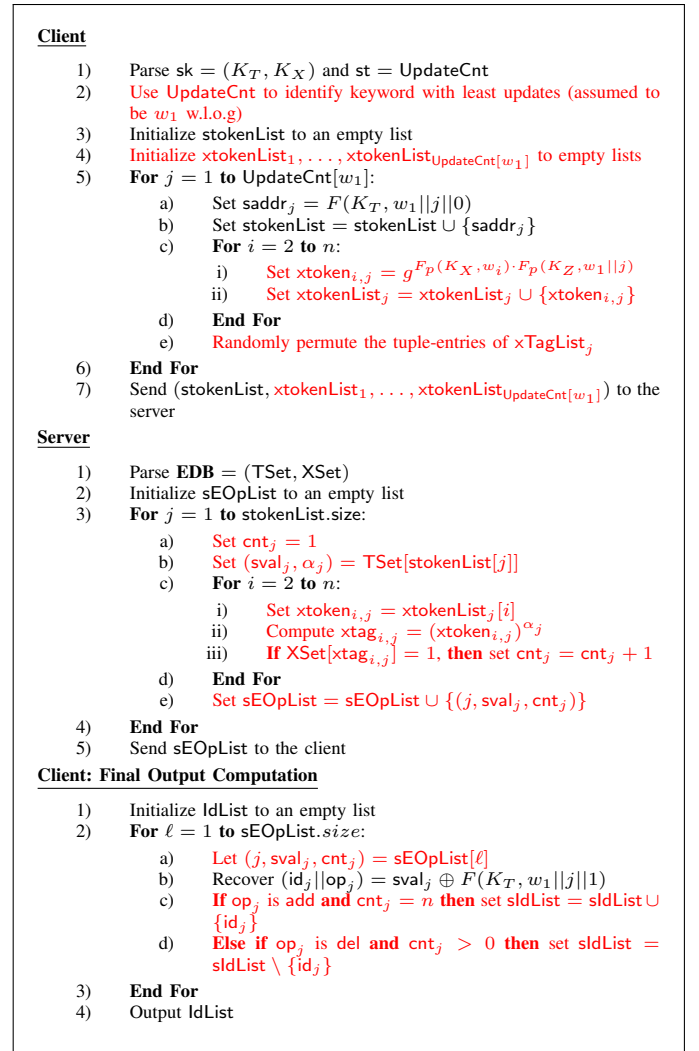 Client
1) Parse sk = (K_T, K_X) and st = UpdateCnt
2) Use UpdateCnt to identify keyword with least updates (assumed to
be w_1 w.l.o.g)
3) Initialize stokenList to an empty list
4) Initialize xtokenList_1, . . . , xtokenList_{UpdateCnt[w_1]} to empty lists
5) For j = 1 to UpdateCnt[w_1]:
a) Set saddr_j = F(K_T, w_1||j||0)
b) Set stokenList = stokenList ∪ {saddr_j}
c) For i = 2 to n:
i) Set xtoken_{i,j} = g^{F_p(K_X,w_i)·F_p(K_Z,w_1||j)}
ii) Set xtokenList_j = xtokenList_j ∪ {xtoken_{i,j}}
d) End For
e) Randomly permute the tuple-entries of xTagList_j
6) End For
7) Send (stokenList, xtokenList_1, . . . , xtokenList_{UpdateCnt[w_1]}) to the
server
Server
1) Parse EDB = (TSet, XSet)
2) Initialize sEOpList to an empty list
3) For j = 1 to stokenList.size:
a) Set cnt_j = 1
b) Set (sval_j, α_j) = TSet[stokenList[j]]
c) For i = 2 to n:
i) Set xtoken_{i,j} = xtokenList_j[i]
ii) Compute xtag_{i,j} = (xtoken_{i,j})^{α_j}
iii) If XSet[xtag_{i,j}] = 1, then set cnt_j = cnt_j + 1
d) End For
e) Set sEOpList = sEOpList ∪ {(j, sval_j, cnt_j)}
4) End For
5) Send sEOpList to the client
Client: Final Output Computation
1) Initialize IdList to an empty list
2) For ℓ = 1 to sEOpList.size:
a) Let (j, sval_j, cnt_j) = sEOpList[ℓ]
b) Recover (id_j||op_j) = sval_j ⊕ F(K_T, w_1||j||1)
c) If op_j is add and cnt_j = n then set sIdList = sIdList ∪
{id_j}
d) Else if op_j is del and cnt_j > 0 then set sIdList =
sIdList \ {id_j}
3) End For
4) Output IdList